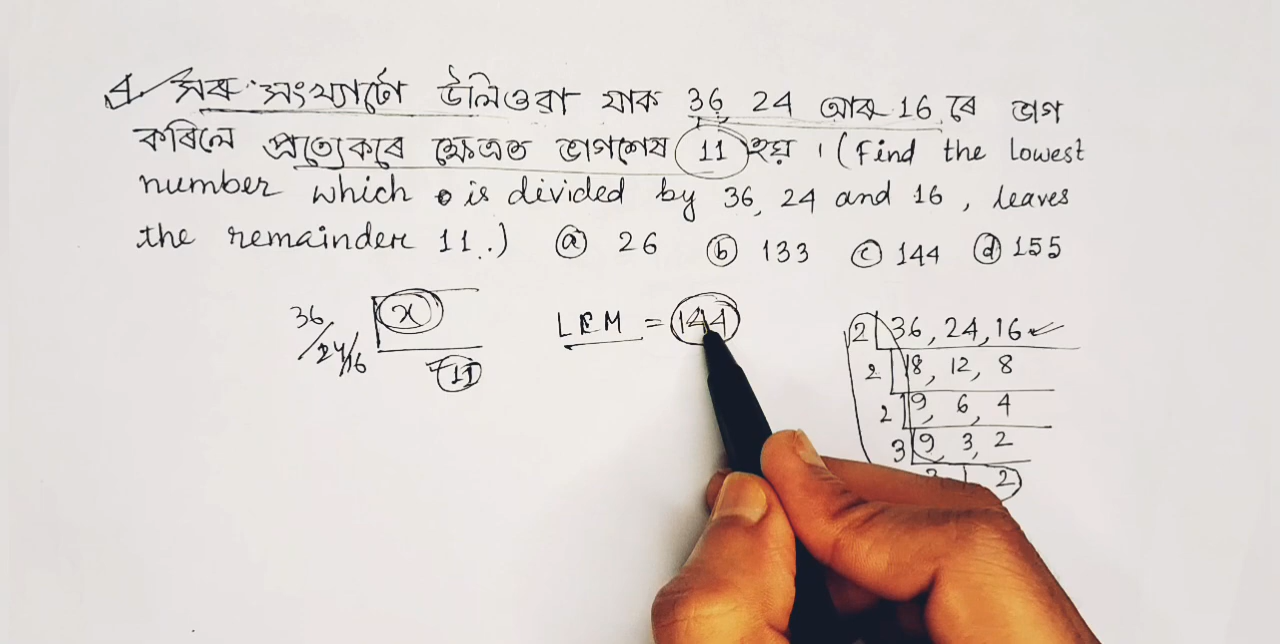 4. সৰু সংখ্যাটো উলিওৱা যাক 36, 24 আৰু 16 ৰে ভাগ
কৰিলে প্ৰত্যেকৰে ক্ষেত্ৰত ভাগশেষ 11 হয় । (Find the lowest
number which is divided by 36, 24 and 16, leaves
the remainder 11.) (a) 26 (b) 133 (c) 144 (d) 155
36/24/16 x
11
LCM = 144
2 36, 24, 16
2 18, 12, 8
2 9, 6, 4
3 9, 3, 2
2